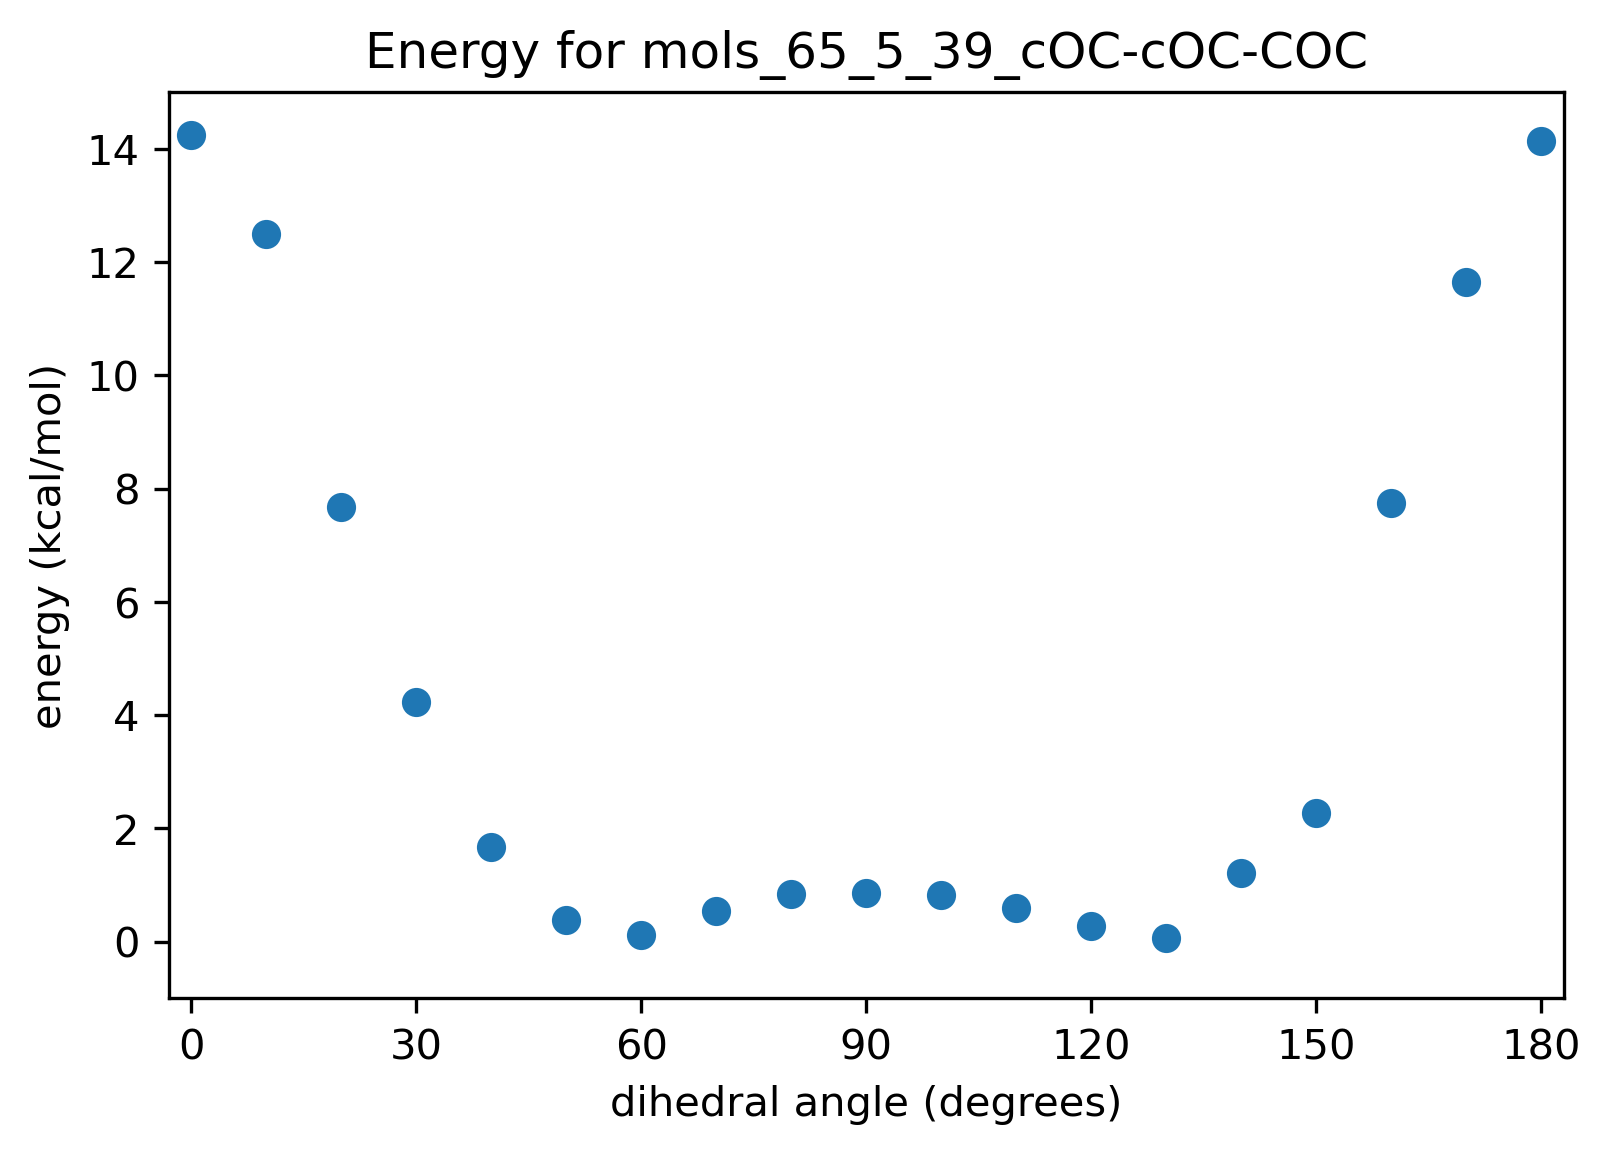 Energy for mols_65_5_39_cOC-cOC-COC
energy (kcal/mol)
14
12
10
8
6
4
2
0
0 30 60 90 120 150 180
dihedral angle (degrees)